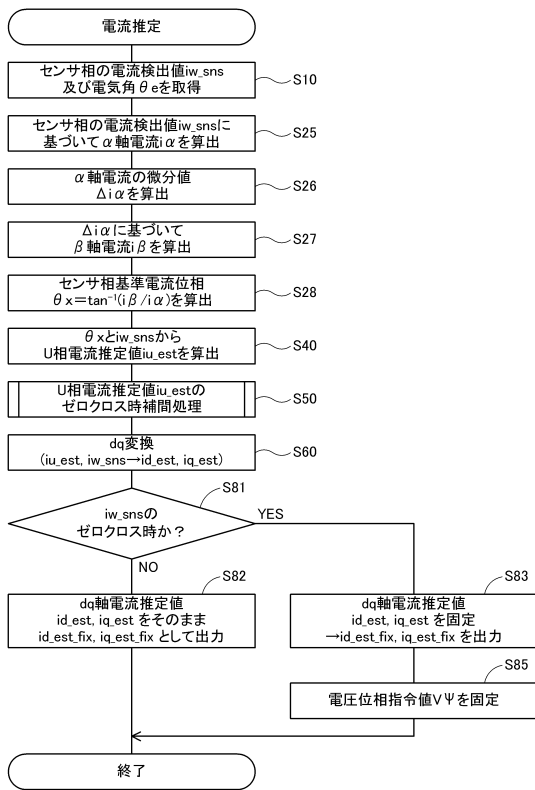 電流推定
センサ相の電流検出値iw_sns
及び電気角θeを取得
S10
センサ相の電流検出値iw_snsに
基づいてα軸電流iαを算出
S25
α軸電流の微分値
Δiαを算出
S26
Δiαに基づいて
β軸電流iβを算出
S27
センサ相基準電流位相
θx=tan⁻¹(iβ/iα)を算出
S28
θxとiw_snsから
U相電流推定値iu_estを算出
S40
U相電流推定値iu_estの
ゼロクロス時補間処理
S50
dq変換
(iu_est, iw_sns→id_est, iq_est)
S60
S81
iw_snsの
ゼロクロス時か?
YES
NO
S82
dq軸電流推定値
id_est, iq_est をそのまま
id_est_fix, iq_est_fix として出力
S83
dq軸電流推定値
id_est, iq_est を固定
→id_est_fix, iq_est_fix を出力
S85
電圧位相指令値VΨを固定
終了